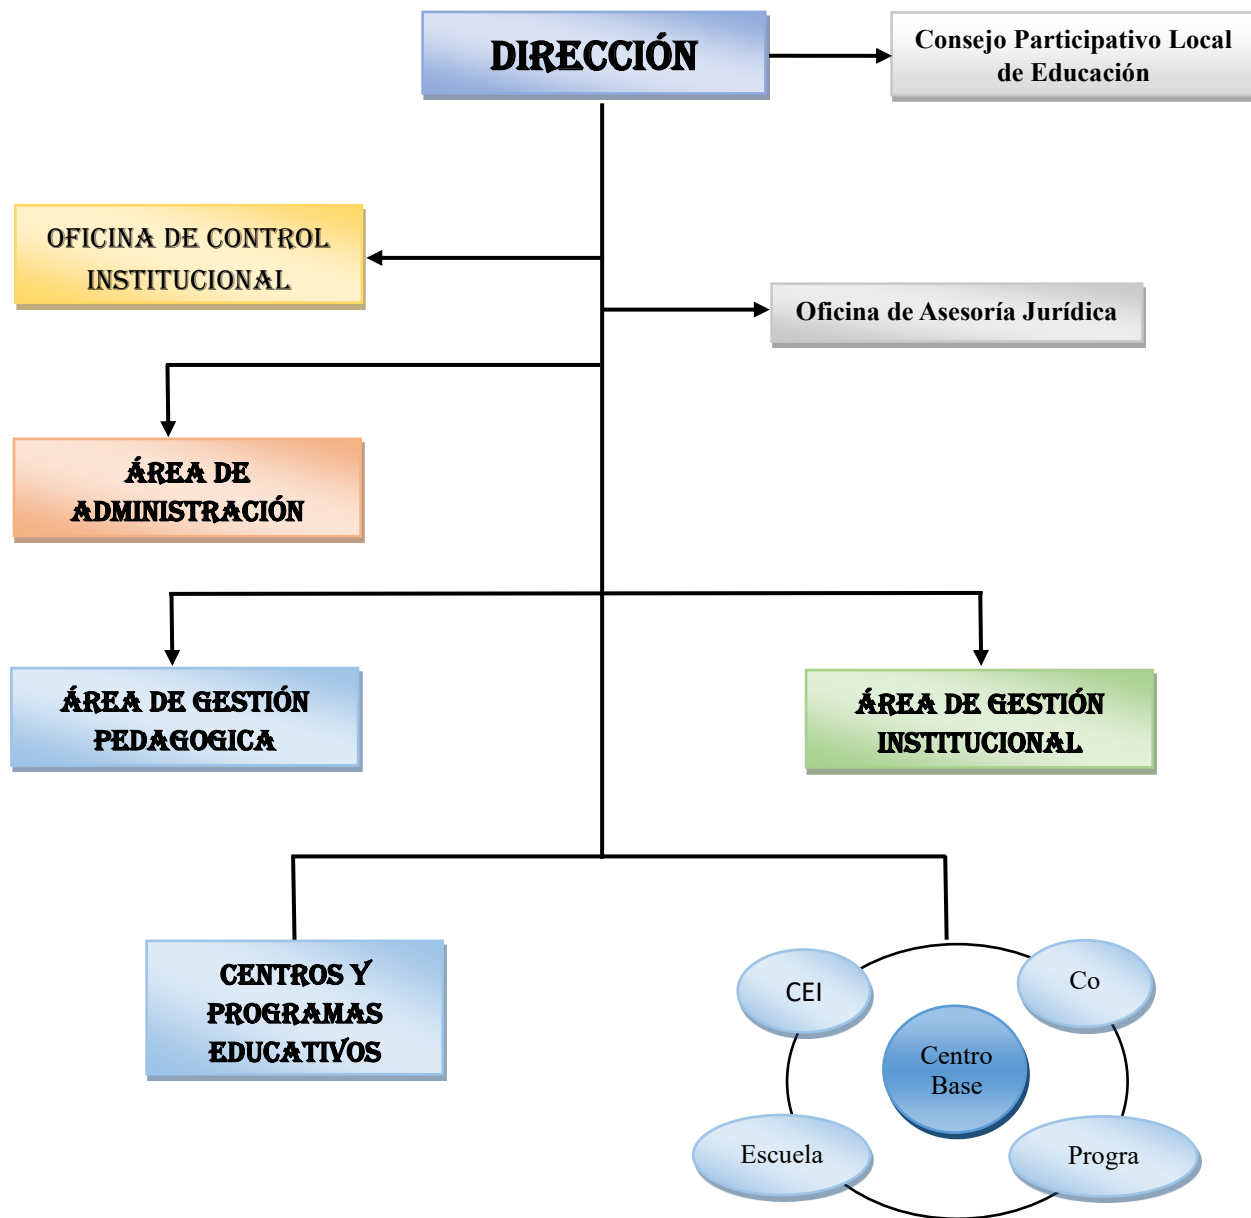 DIRECCIÓN
Consejo Participativo Local
de Educación
OFICINA DE CONTROL
INSTITUCIONAL
Oficina de Asesoría Jurídica
ÁREA DE
ADMINISTRACIÓN
ÁREA DE GESTIÓN
PEDAGOGICA
ÁREA DE GESTIÓN
INSTITUCIONAL
CENTROS Y
PROGRAMAS
EDUCATIVOS
CEI
Co
Centro
Base
Escuela
Progra